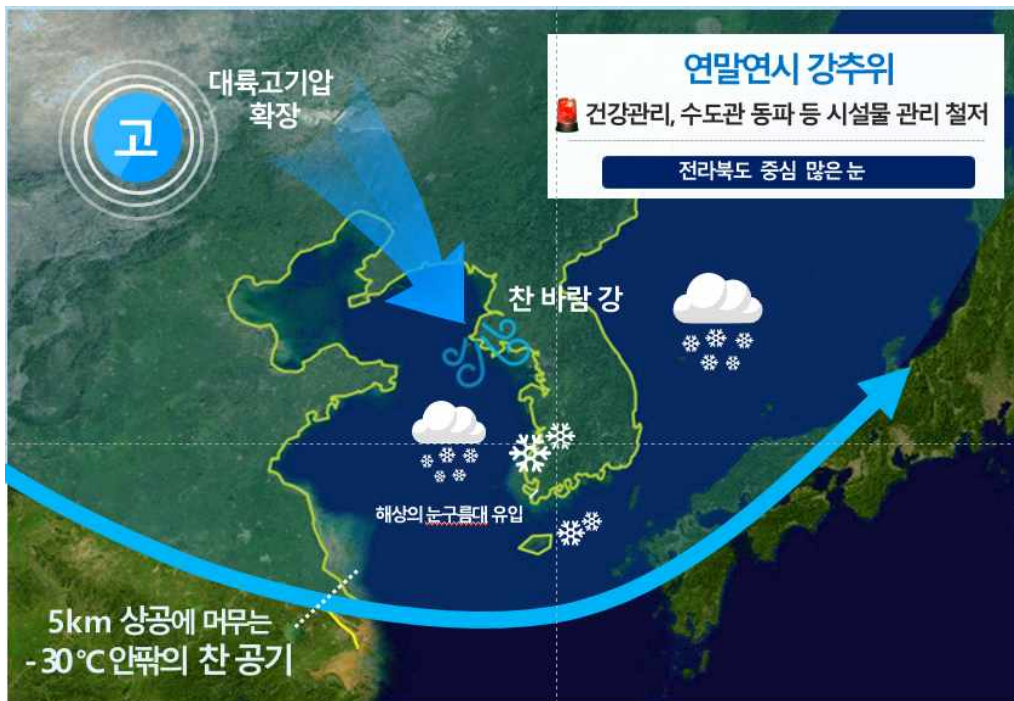 연말연시 강추위
건강관리, 수도관 동파 등 시설물 관리 철저
전라북도 중심 많은 눈
대륙고기압
확장
고
찬 바람 강
해상의 눈구름대 유입
5km 상공에 머무는
- 30℃ 안팎의 찬 공기